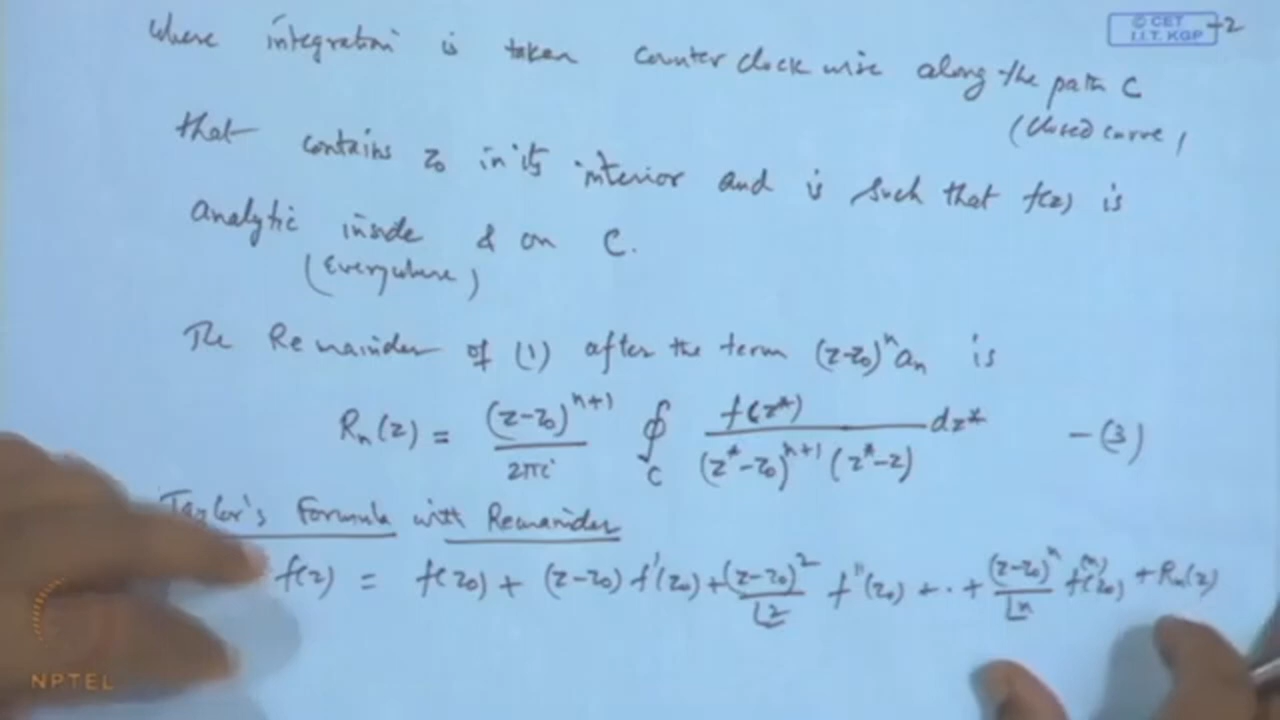 © CET
I.I.T. KGP
+2
where integration is taken counter clock wise along the path C
(closed curve)
that contains z₀ in its interior and is such that f(z) is
analytic inside & on C.
(Everywhere)
The Remainder of (1) after the term (z-z₀)ⁿ aₙ is
Rₙ(z) = (z-z₀)ⁿ⁺¹ / 2πi ∮_C f(z*) / (z*-z₀)ⁿ⁺¹ (z*-z) dz* -(3)
Taylor's Formula with Remainder
f(z) = f(z₀) + (z-z₀) f'(z₀) + (z-z₀)² / ⌊2 f''(z₀) + .. + (z-z₀)ⁿ / ⌊n f⁽ⁿ⁾(z₀) + Rₙ(z)
NPTEL